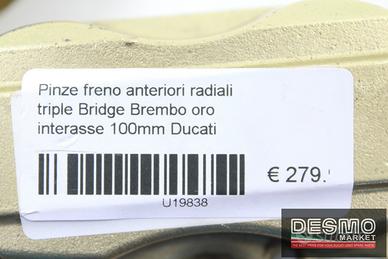 Pinze freno anteriori radiali
triple Bridge Brembo oro
interasse 100mm Ducati
€ 279.
U19838
DESMO
MARKET